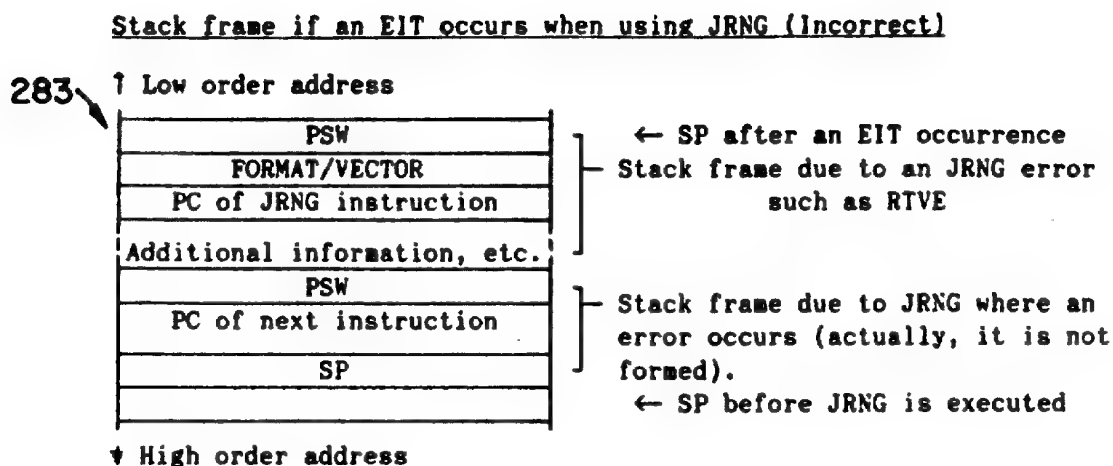 Stack frame if an EIT occurs when using JRNG (Incorrect)
↑ Low order address
283
PSW
← SP after an EIT occurrence
FORMAT/VECTOR
Stack frame due to an JRNG error
PC of JRNG instruction
such as RTVE
Additional information, etc.
PSW
Stack frame due to JRNG where an
PC of next instruction
error occurs (actually, it is not
SP
formed).
← SP before JRNG is executed
↓ High order address